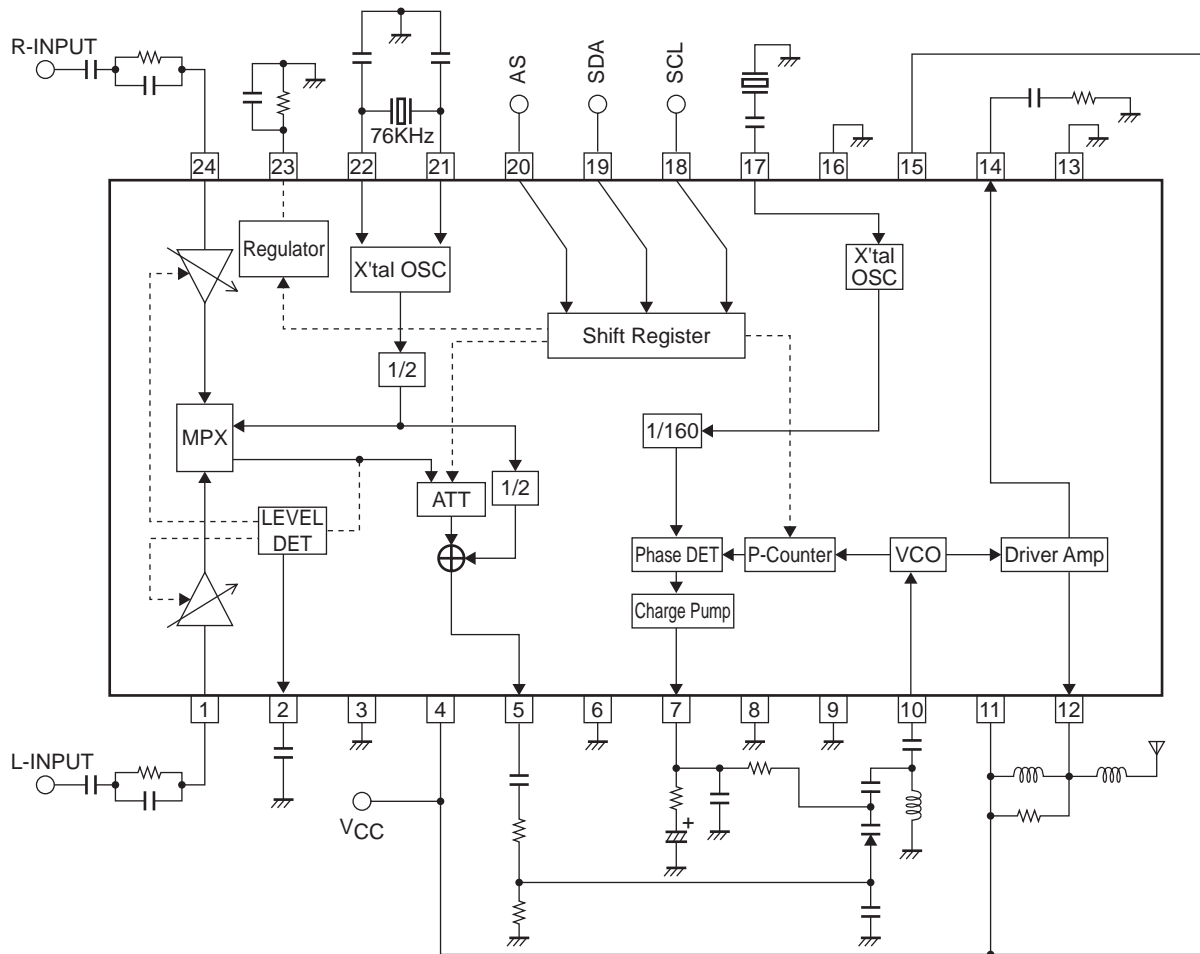 R-INPUT
AS
SDA
SCL
76KHz
24
23
22
21
20
19
18
17
16
15
14
13
Regulator
X'tal OSC
X'tal
OSC
Shift Register
1/2
MPX
1/160
1/2
ATT
LEVEL
DET
Phase DET
P-Counter
VCO
Driver Amp
Charge Pump
1
2
3
4
5
6
7
8
9
10
11
12
L-INPUT
VCC
+